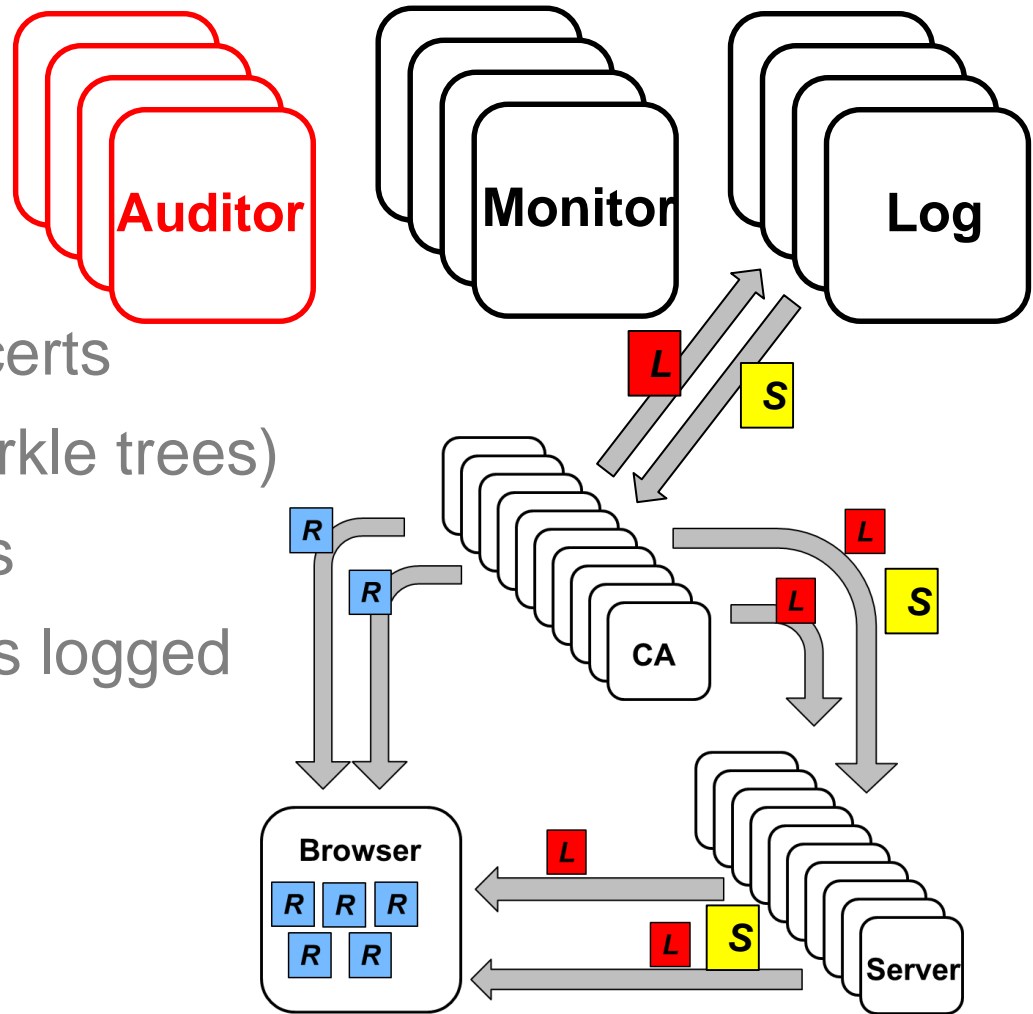 Auditor
Monitor
Log
certs
L
S
rkle trees)
R
L
s
R
L
S
s logged
CA
Browser
L
R R R
L S
R R
Server